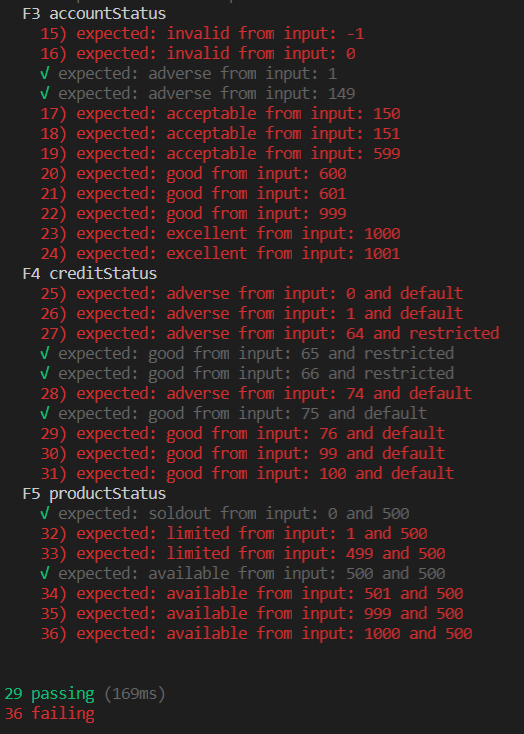 F3 accountStatus
15) expected: invalid from input: -1
16) expected: invalid from input: 0
√ expected: adverse from input: 1
√ expected: adverse from input: 149
17) expected: acceptable from input: 150
18) expected: acceptable from input: 151
19) expected: acceptable from input: 599
20) expected: good from input: 600
21) expected: good from input: 601
22) expected: good from input: 999
23) expected: excellent from input: 1000
24) expected: excellent from input: 1001
F4 creditStatus
25) expected: adverse from input: 0 and default
26) expected: adverse from input: 1 and default
27) expected: adverse from input: 64 and restricted
√ expected: good from input: 65 and restricted
√ expected: good from input: 66 and restricted
28) expected: adverse from input: 74 and default
√ expected: good from input: 75 and default
29) expected: good from input: 76 and default
30) expected: good from input: 99 and default
31) expected: good from input: 100 and default
F5 productStatus
√ expected: soldout from input: 0 and 500
32) expected: limited from input: 1 and 500
33) expected: limited from input: 499 and 500
√ expected: available from input: 500 and 500
34) expected: available from input: 501 and 500
35) expected: available from input: 999 and 500
36) expected: available from input: 1000 and 500
29 passing (169ms)
36 failing